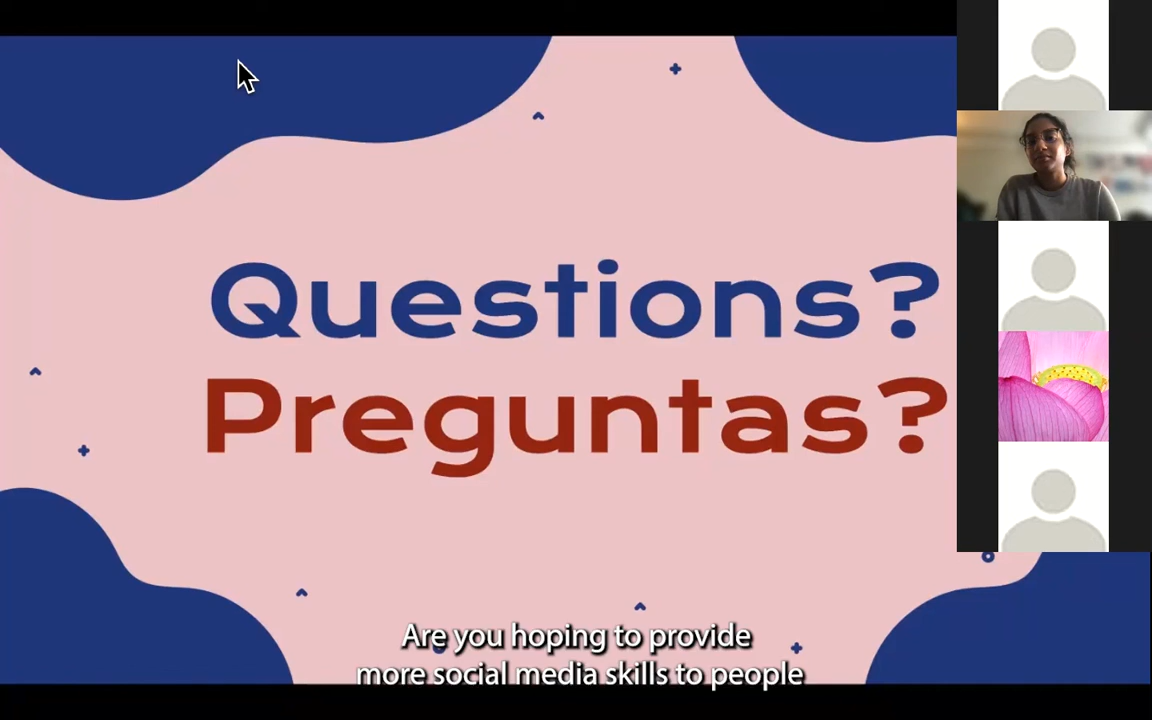 Questions?
Preguntas?
Are you hoping to provide
more social media skills to people